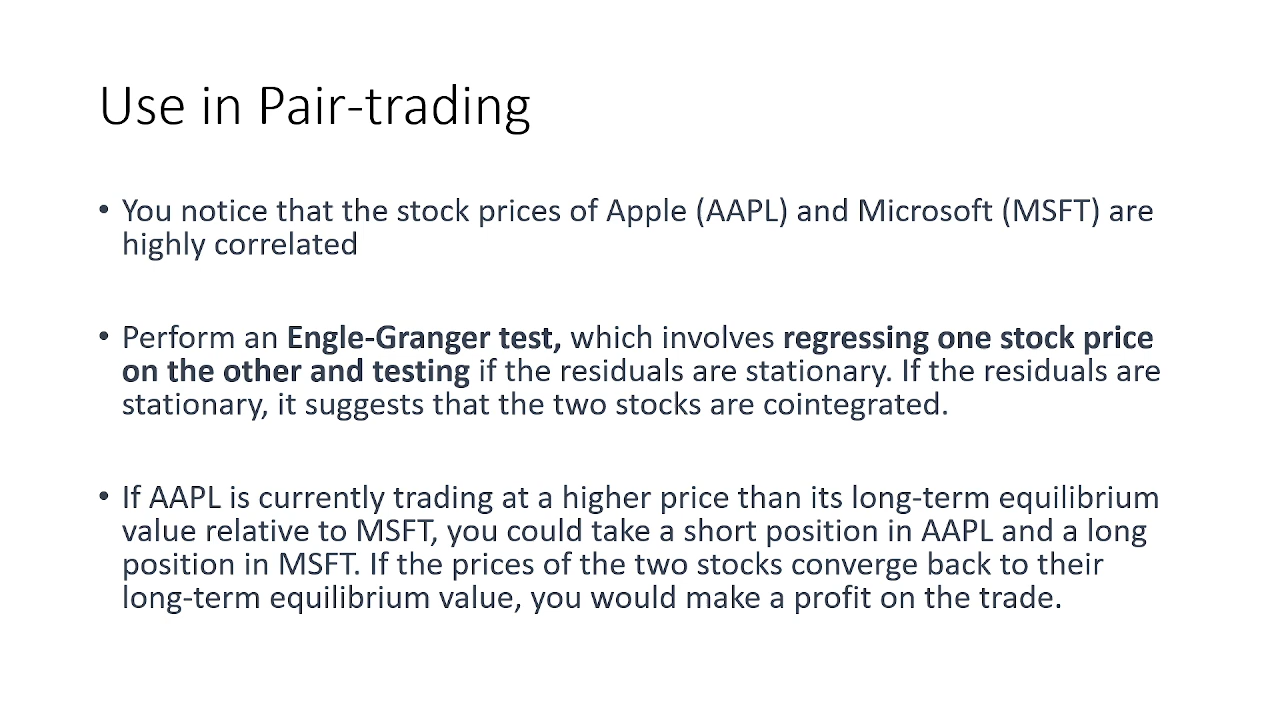 Use in Pair-trading
• You notice that the stock prices of Apple (AAPL) and Microsoft (MSFT) are
highly correlated
• Perform an Engle-Granger test, which involves regressing one stock price
on the other and testing if the residuals are stationary. If the residuals are
stationary, it suggests that the two stocks are cointegrated.
• If AAPL is currently trading at a higher price than its long-term equilibrium
value relative to MSFT, you could take a short position in AAPL and a long
position in MSFT. If the prices of the two stocks converge back to their
long-term equilibrium value, you would make a profit on the trade.